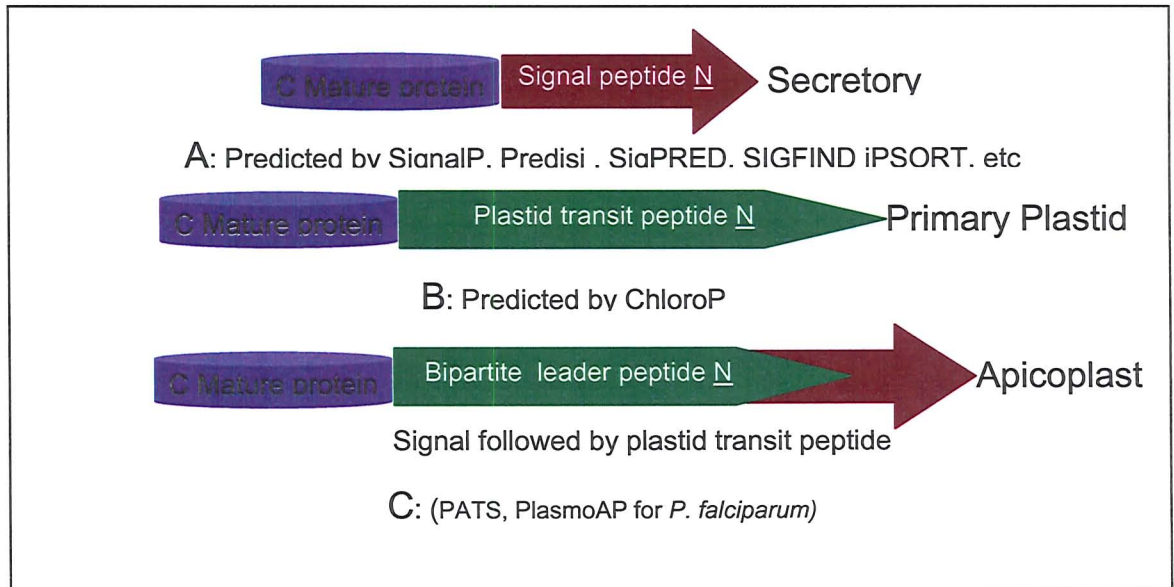 C Mature protein Signal peptide N Secretory
A: Predicted by SignalP. Predisi . SigPRED. SIGFIND iPSORT. etc
C Mature protein Plastid transit peptide N Primary Plastid
B: Predicted by ChloroP
C Mature protein Bipartite leader peptide N Apicoplast
Signal followed by plastid transit peptide
C: (PATS, PlasmoAP for P. falciparum)